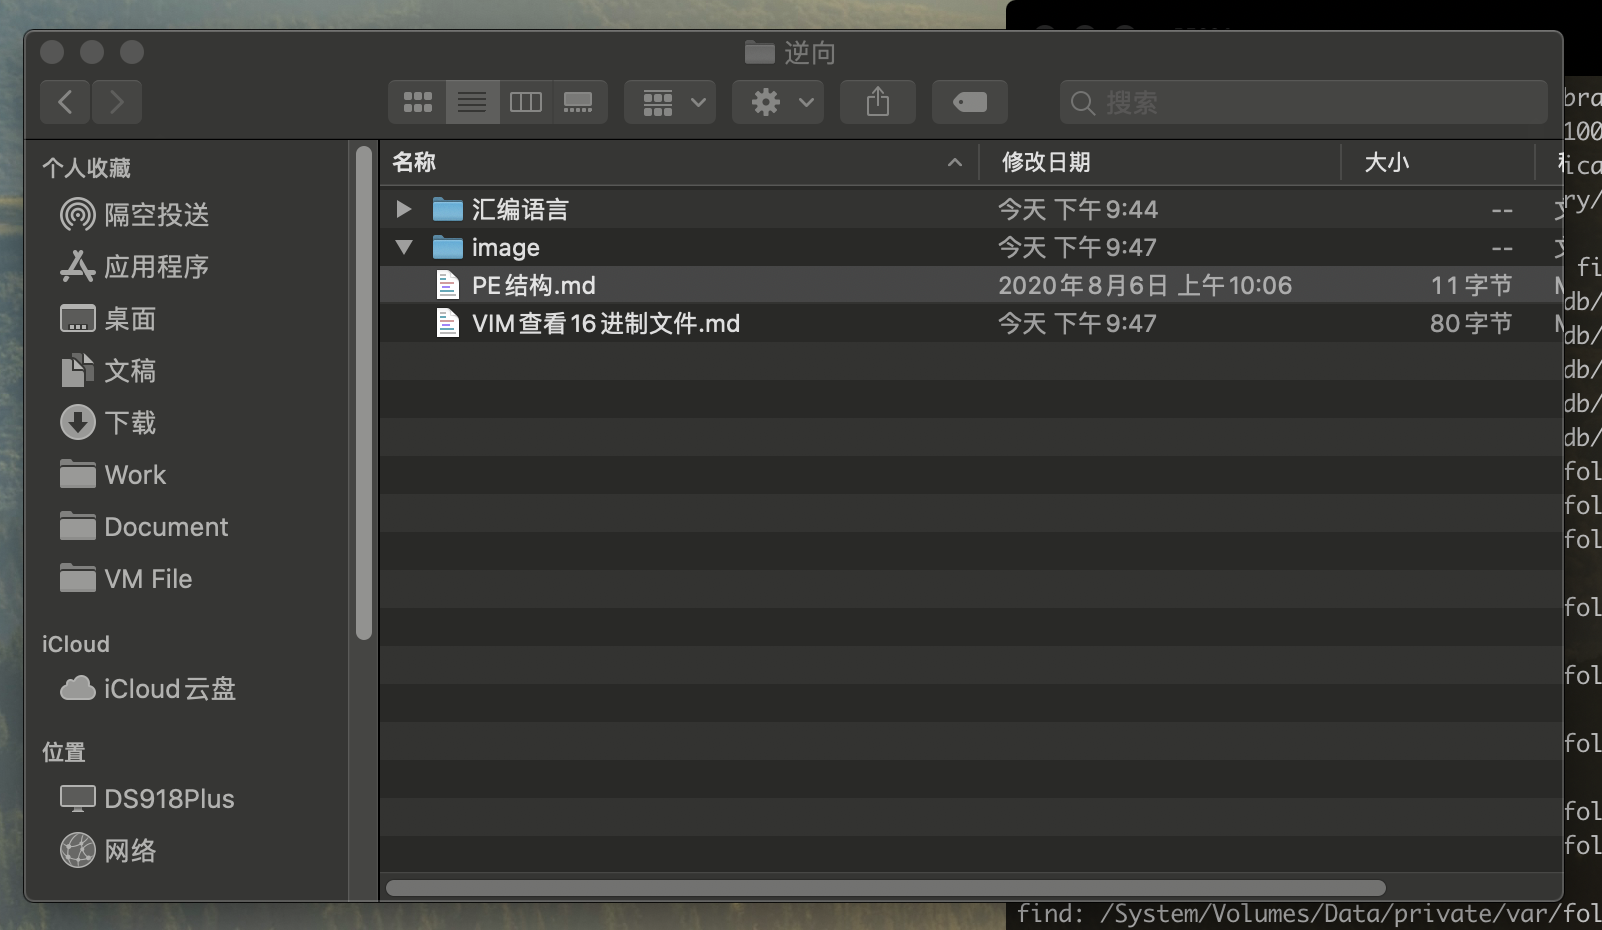 逆向
搜索
个人收藏
隔空投送
应用程序
桌面
文稿
下载
Work
Document
VM File
iCloud
iCloud云盘
位置
DS918Plus
网络
名称 修改日期 大小
汇编语言 今天 下午9:44 --
image 今天 下午9:47 --
PE结构.md 2020年8月6日 上午10:06 11字节
VIM查看16进制文件.md 今天 下午9:47 80字节
bra
100
ica
ry/
fi
db/
db/
db/
db/
db/
fol
fol
fol
fol
fol
fol
fol
fol
find: /System/Volumes/Data/private/var/fol